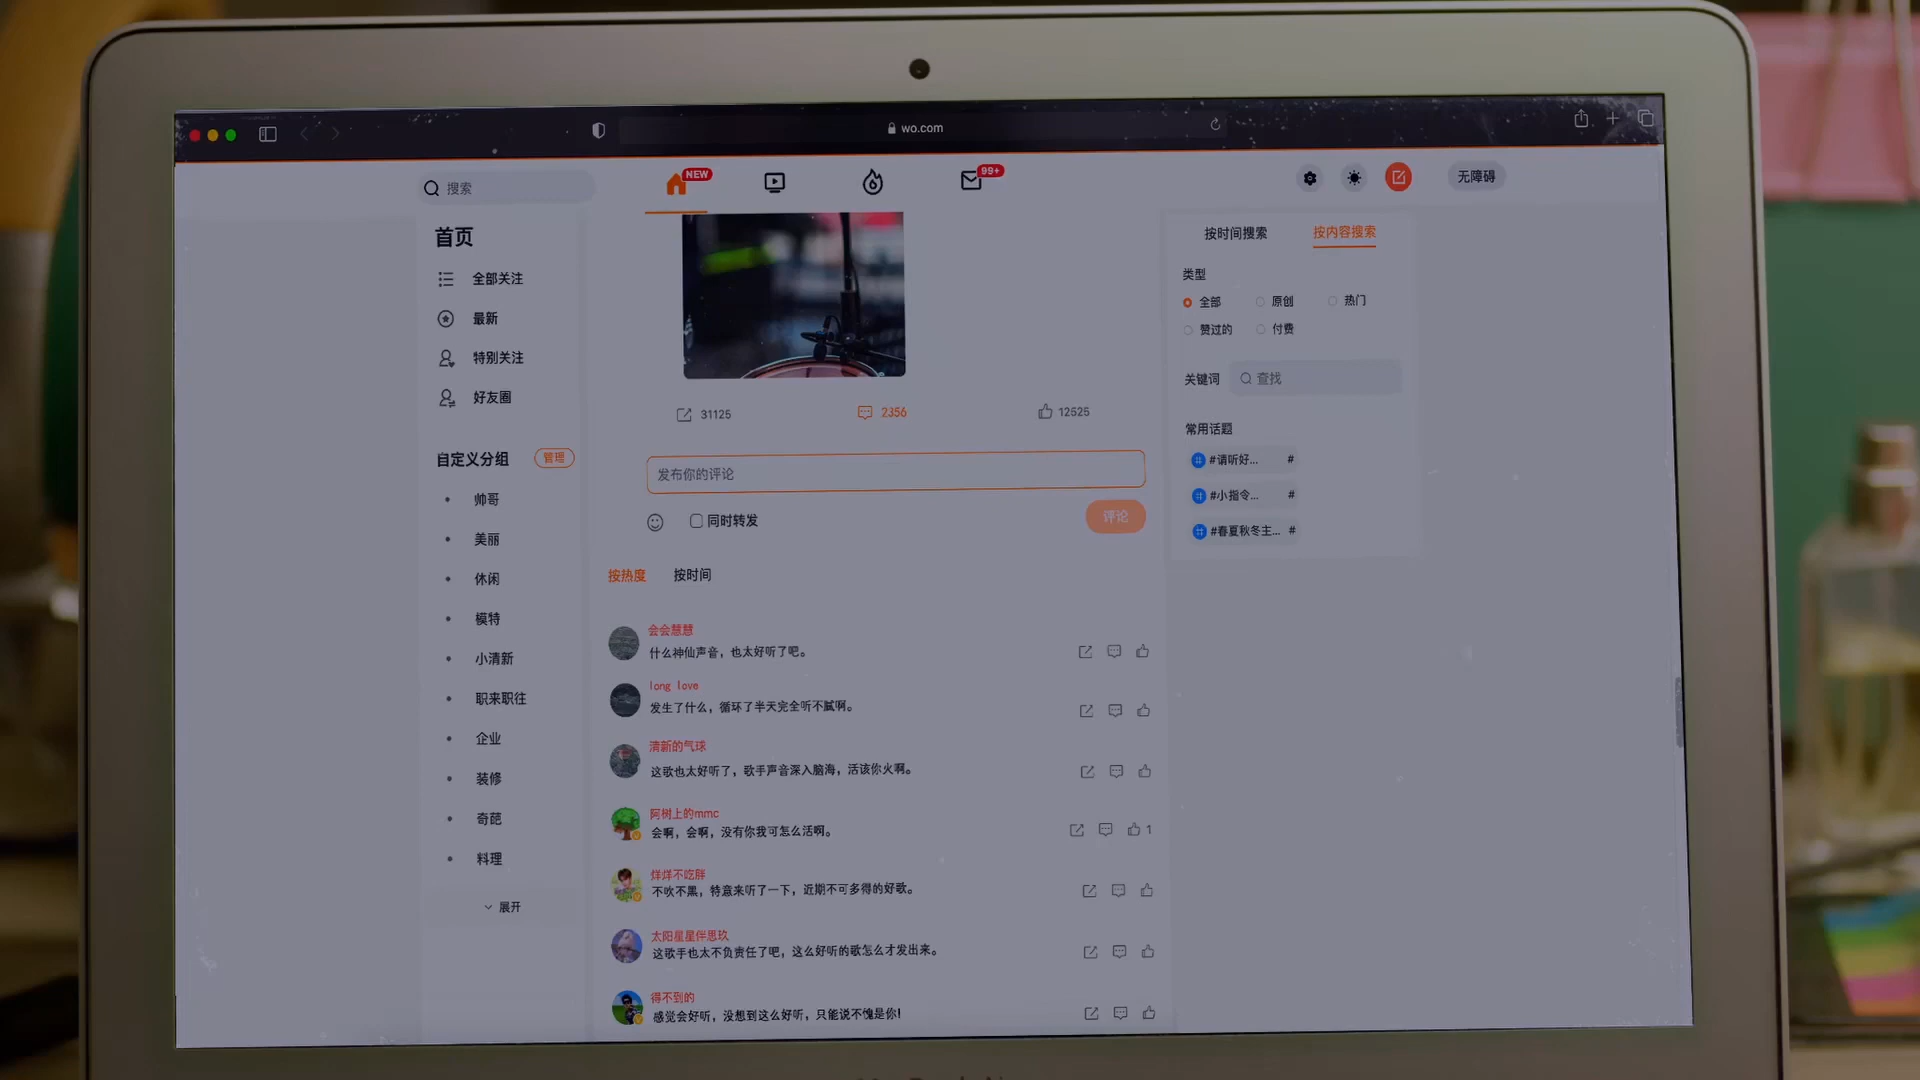 wo.com
搜索
NEW
99+
无障碍
首页
全部关注
最新
特别关注
好友圈
自定义分组
管理
帅哥
美丽
休闲
模特
小清新
职来职往
企业
装修
奇葩
料理
展开
31125
2356
12525
发布你的评论
同时转发
评论
按热度
按时间
会会慧慧
什么神仙声音，也太好听了吧。
long love
发生了什么，循环了半天完全听不腻啊。
清新的气球
这歌也太好听了，歌手声音深入脑海，活该你火啊。
阿树上的mmc
会啊，会啊，没有你我可怎么活啊。
1
烊烊不吃胖
不吹不黑，特意来听了一下，近期不可多得的好歌。
太阳星星伴思玖
这歌手也太不负责任了吧，这么好听的歌怎么才发出来。
得不到的
感觉会好听，没想到这么好听，只能说不愧是你!
按时间搜索
按内容搜索
类型
全部
原创
热门
赞过的
付费
关键词
查找
常用话题
#请听好... #
#小指令... #
#春夏秋冬主... #